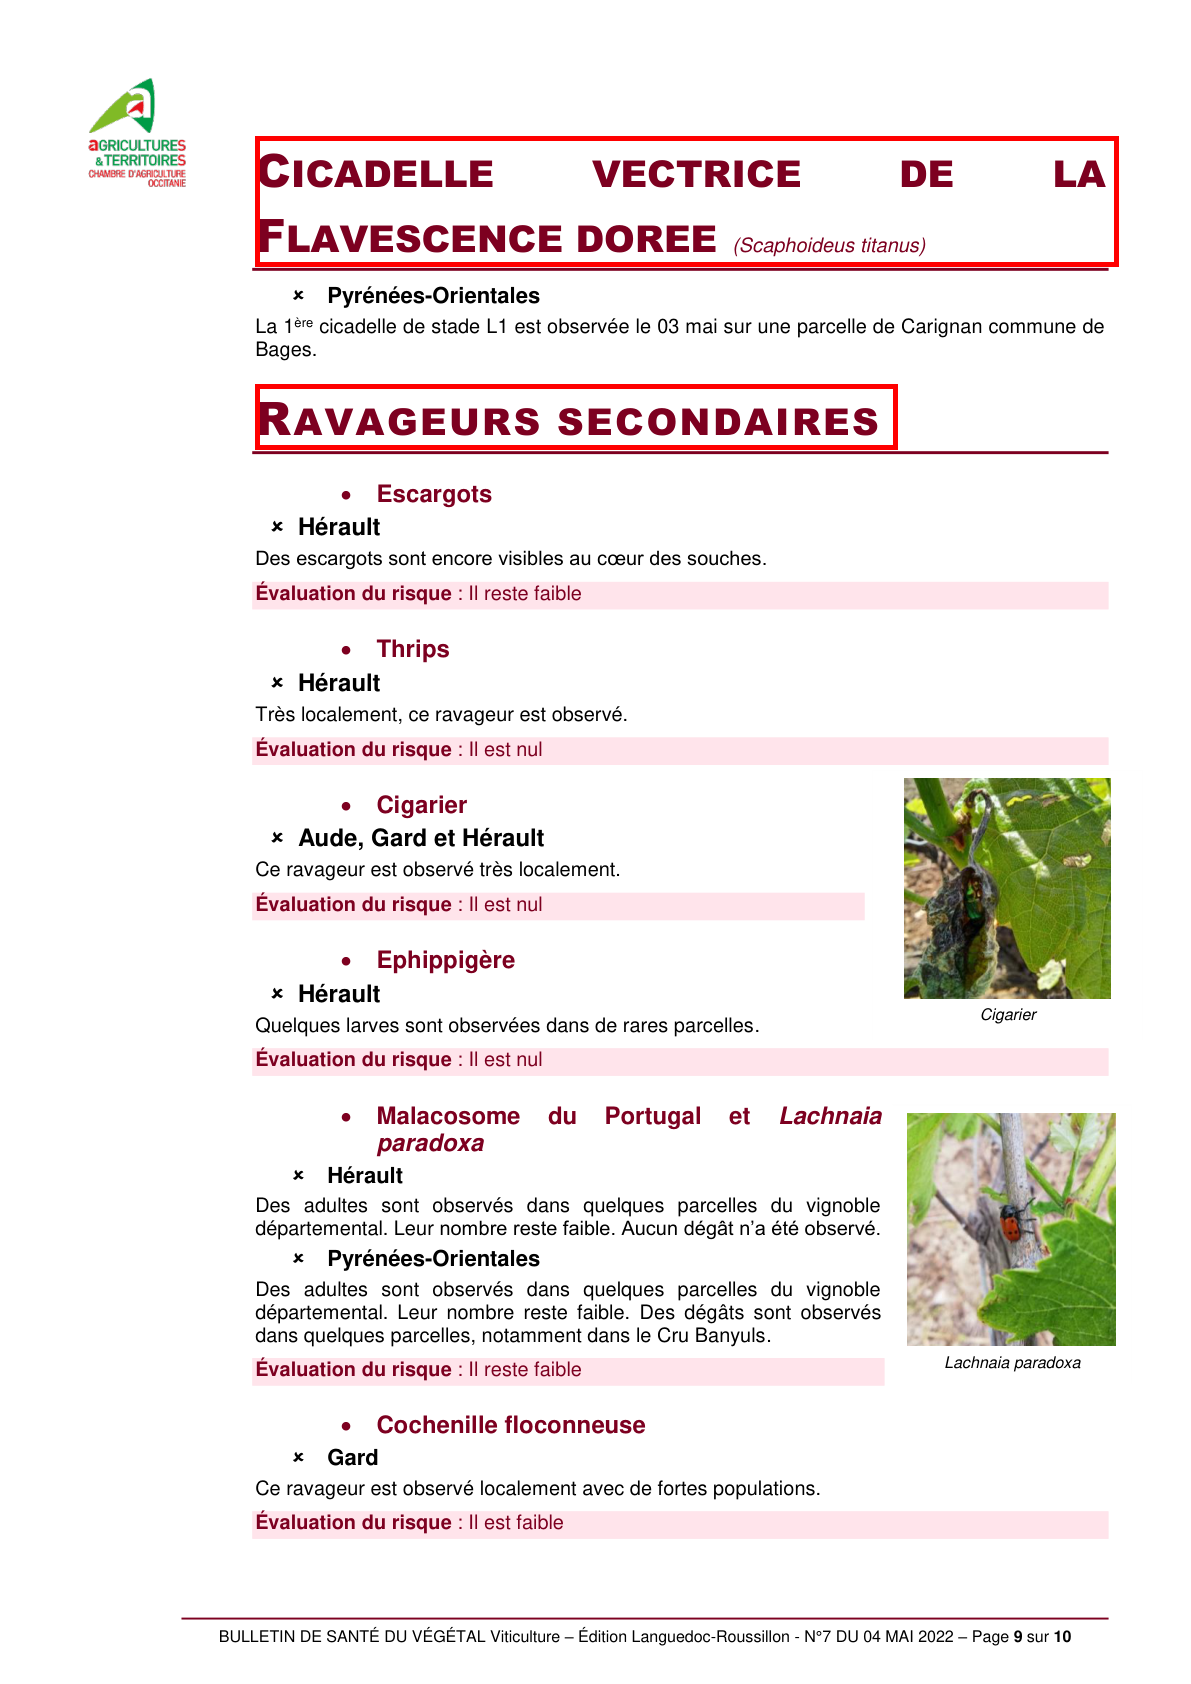 aGRICULTURES
& TERRITOIRES
CHAMBRE D'AGRICULTURE
OCCITANIE
CICADELLE VECTRICE DE LA
FLAVESCENCE DOREE (Scaphoideus titanus)
× Pyrénées-Orientales
La 1ère cicadelle de stade L1 est observée le 03 mai sur une parcelle de Carignan commune de
Bages.
RAVAGEURS SECONDAIRES
• Escargots
× Hérault
Des escargots sont encore visibles au cœur des souches.
Évaluation du risque : Il reste faible
• Thrips
× Hérault
Très localement, ce ravageur est observé.
Évaluation du risque : Il est nul
• Cigarier
× Aude, Gard et Hérault
Ce ravageur est observé très localement.
Évaluation du risque : Il est nul
• Ephippigère
× Hérault
Quelques larves sont observées dans de rares parcelles.
Cigarier
Évaluation du risque : Il est nul
• Malacosome du Portugal et Lachnaia
paradoxa
× Hérault
Des adultes sont observés dans quelques parcelles du vignoble
départemental. Leur nombre reste faible. Aucun dégât n’a été observé.
× Pyrénées-Orientales
Des adultes sont observés dans quelques parcelles du vignoble
départemental. Leur nombre reste faible. Des dégâts sont observés
dans quelques parcelles, notamment dans le Cru Banyuls.
Lachnaia paradoxa
Évaluation du risque : Il reste faible
• Cochenille floconneuse
× Gard
Ce ravageur est observé localement avec de fortes populations.
Évaluation du risque : Il est faible
BULLETIN DE SANTÉ DU VÉGÉTAL Viticulture – Édition Languedoc-Roussillon - N°7 DU 04 MAI 2022 – Page 9 sur 10